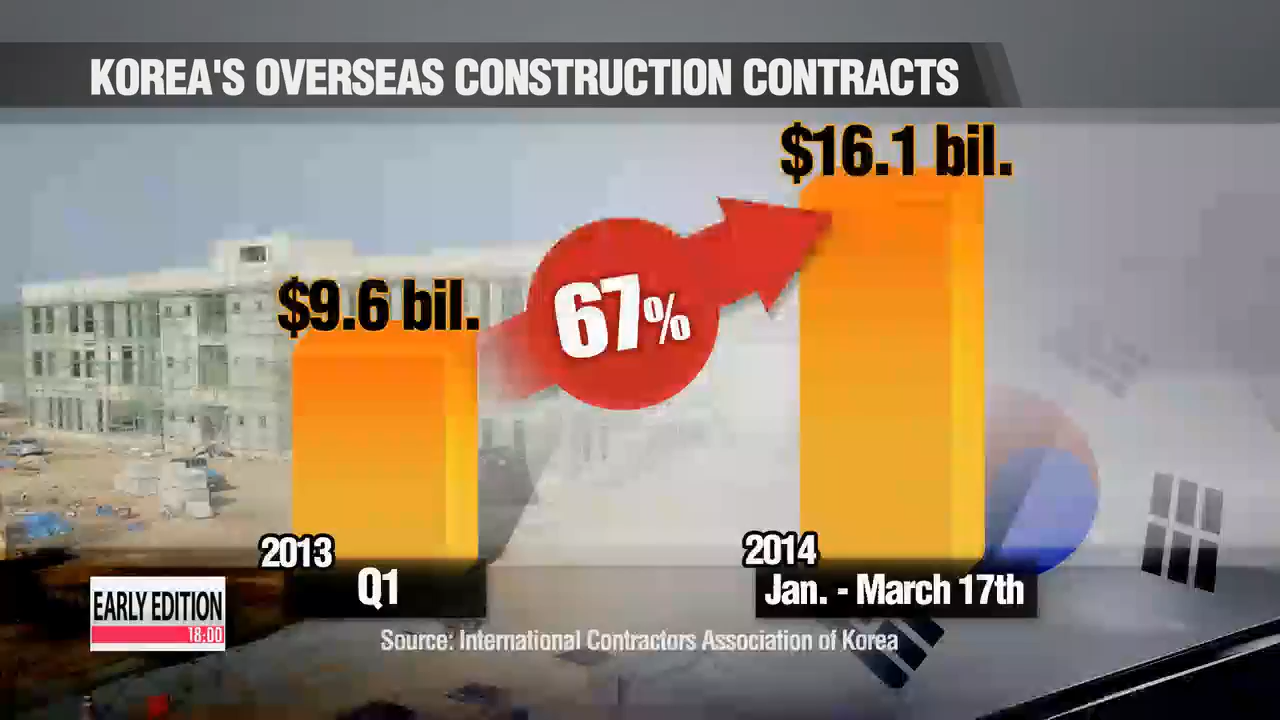 KOREA'S OVERSEAS CONSTRUCTION CONTRACTS
$16.1 bil.
$9.6 bil.
67%
2013
Q1
2014
Jan. - March 17th
EARLY EDITION
18:00
Source: International Contractors Association of Korea